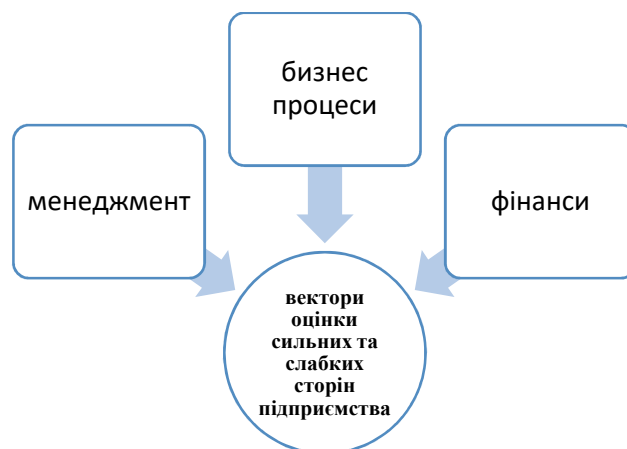 бизнес
процеси
менеджмент
фінанси
вектори
оцінки
сильних та
слабких
сторін
підприємства